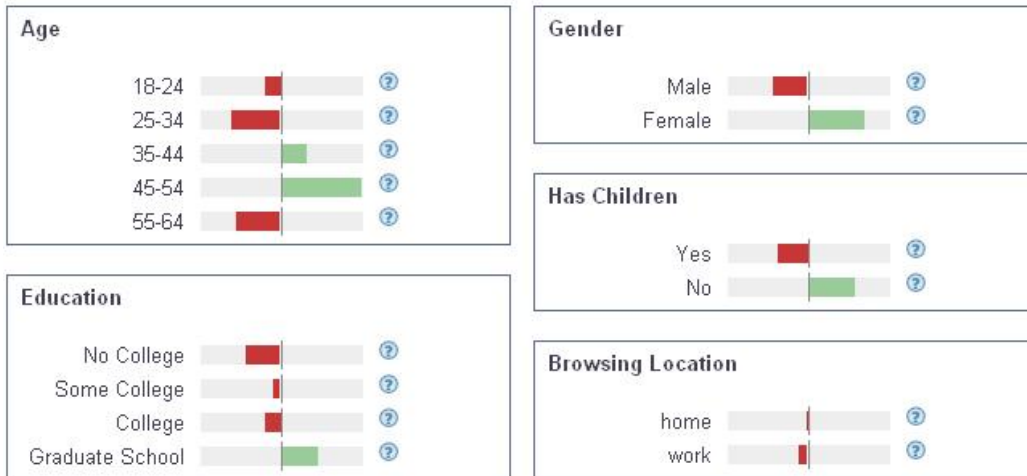 Age
18-24
25-34
35-44
45-54
55-64
Education
No College
Some College
College
Graduate School
Gender
Male
Female
Has Children
Yes
No
Browsing Location
home
work